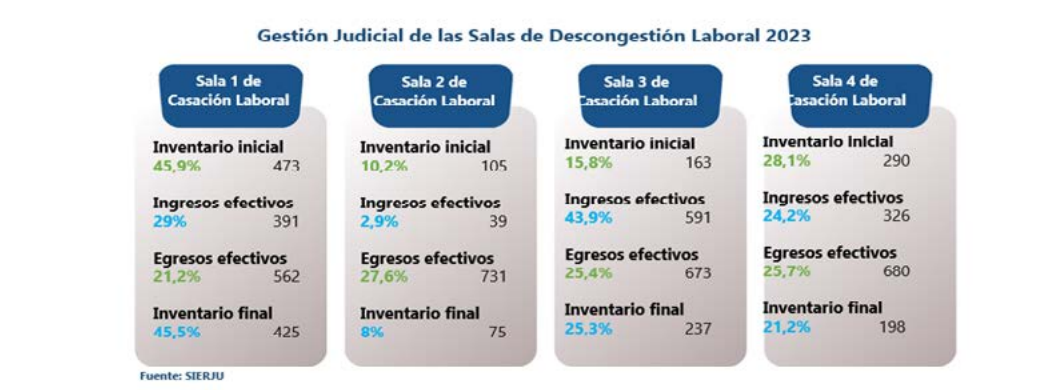 Gestión Judicial de las Salas de Descongestión Laboral 2023
Sala 1 de
Casación Laboral
Inventario inicial
45,9% 473
Ingresos efectivos
29% 391
Egresos efectivos
21,2% 562
Inventario final
45,5% 425
Sala 2 de
Casación Laboral
Inventario inicial
10,2% 105
Ingresos efectivos
2,9% 39
Egresos efectivos
27,6% 731
Inventario final
8% 75
Sala 3 de
Casación Laboral
Inventario inicial
15,8% 163
Ingresos efectivos
43,9% 591
Egresos efectivos
25,4% 673
Inventario final
25,3% 237
Sala 4 de
Casación Laboral
Inventario inicial
28,1% 290
Ingresos efectivos
24,2% 326
Egresos efectivos
25,7% 680
Inventario final
21,2% 198
Fuente: SIERJU